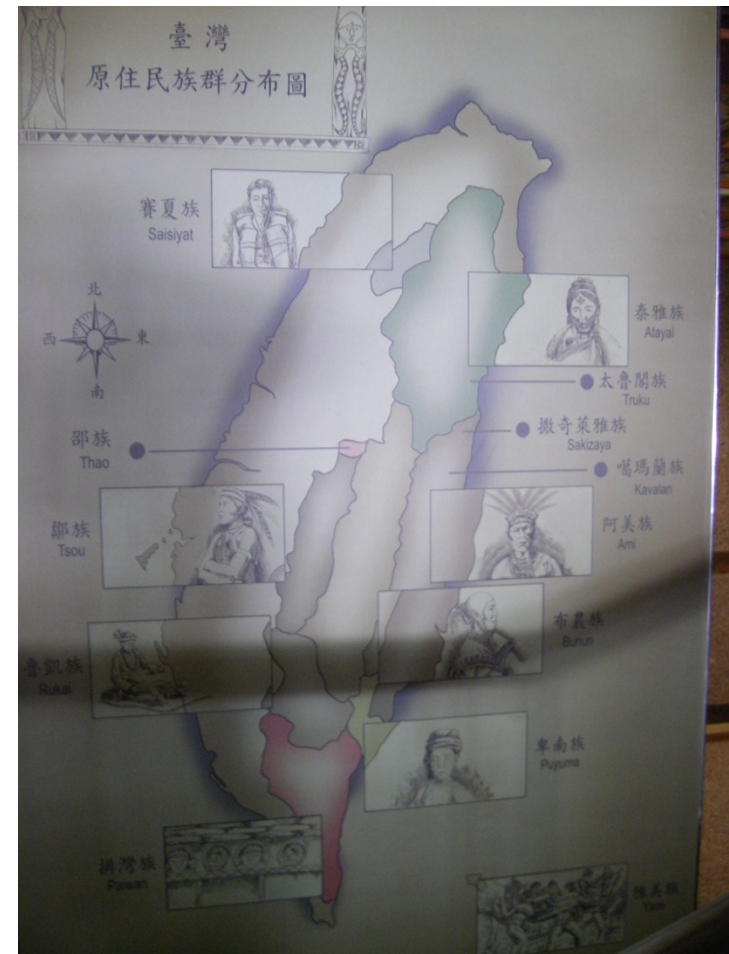 臺灣
原住民族群分布圖
賽夏族
Saisiyat
北
西
東
南
泰雅族
Atayal
太魯閣族
Truku
撒奇萊雅族
Sakizaya
邵族
Thao
噶瑪蘭族
Kavalan
鄒族
Tsou
阿美族
Ami
布農族
Bunun
魯凱族
Rukai
卑南族
Puyuma
排灣族
Paiwan
雅美族
Yami